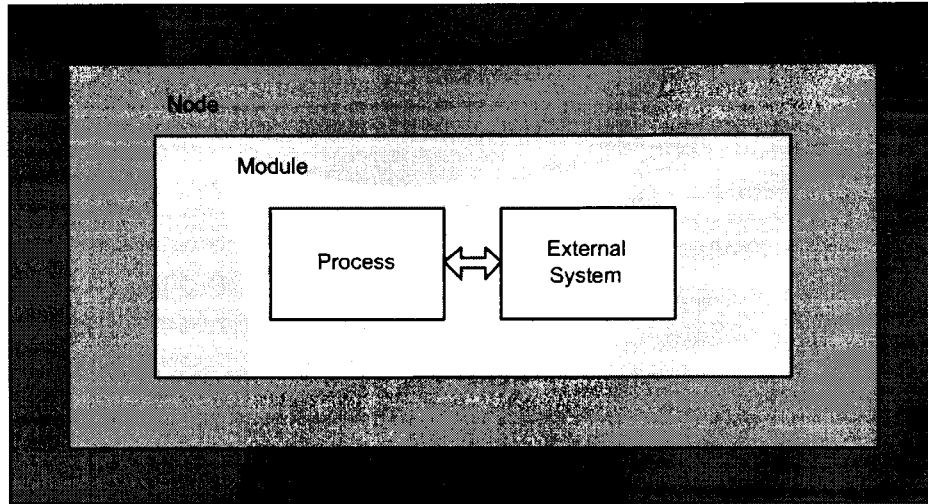 Node
Module
Process
External
System